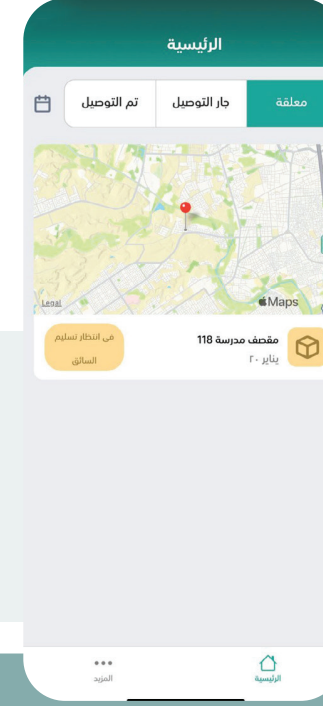 الرئيسية
معلقة
جار التوصيل
تم التوصيل
Legal
Maps
مقصف مدرسة 118
يناير ٢٠
في انتظار تسليم
السائق
الرئيسية
المزيد